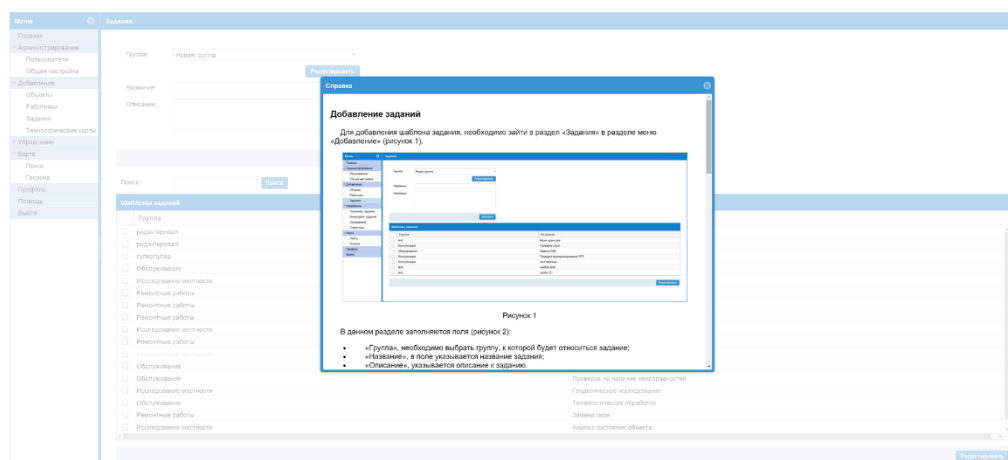 Меню
Задания
Главная
Администрирование
Пользователи
Общая настройка
Добавление
Объекты
Работники
Задания
Технологические карты
Управление
Карта
Поиск
Геозона
Профиль
Помощь
Выйти
Группа:
Новая группа
Редактировать
Название:
Описание:
Поиск:
Поиск
Шаблоны заданий
Группа
редактировал
редактировал
суперпупер
Обслуживание
Исследование местности
Ремонтные работы
Ремонтные работы
Ремонтные работы
Исследование местности
Ремонтные работы
Обслуживание
Обслуживание
Проверка на наличие неисправностей
Исследование местности
Геодезическое исследование
Обслуживание
Технологическая обработка
Ремонтные работы
Замена окон
Исследование местности
Анализ состояния объекта
Редактировать
Справка
Добавление заданий
Для добавления шаблона задания, необходимо зайти в раздел «Задания» в разделе меню
«Добавление» (рисунок 1).
Рисунок 1
В данном разделе заполняются поля (рисунок 2):
• «Группа», необходимо выбрать группу, к которой будет относиться задание;
• «Название», в поле указывается название задания;
• «Описание», указывается описание к заданию.